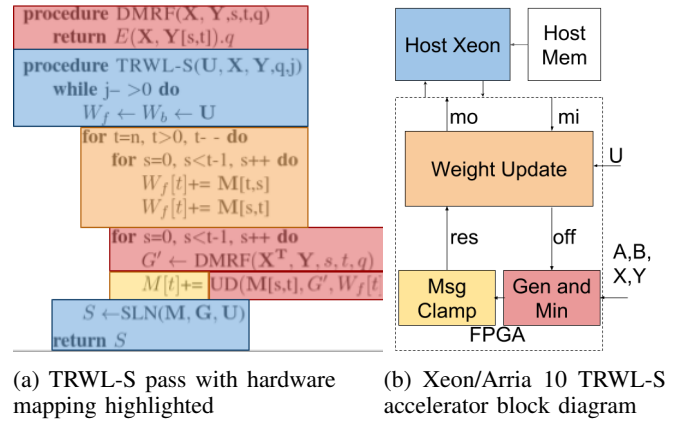 procedure DMRF(X, Y,s,t,q)
return E(X, Y[s,t]).q
procedure TRWL-S(U, X, Y,q,j)
while j– >0 do
W_f ← W_b ← U
for t=n, t>0, t- - do
for s=0, s<t-1, s++ do
W_f[t]+= M[t,s]
W_f[t]+= M[s,t]
for s=0, s<t-1, s++ do
G′ ← DMRF(X^T, Y, s, t, q)
M[t]+= UD(M[s,t], G′, W_f[t]
S ←SLN(M, G, U)
return S
(a) TRWL-S pass with hardware
mapping highlighted
Host Xeon
Host
Mem
mo
mi
Weight Update
U
res
off
A,B,
X,Y
Msg
Clamp
Gen and
Min
FPGA
(b) Xeon/Arria 10 TRWL-S
accelerator block diagram